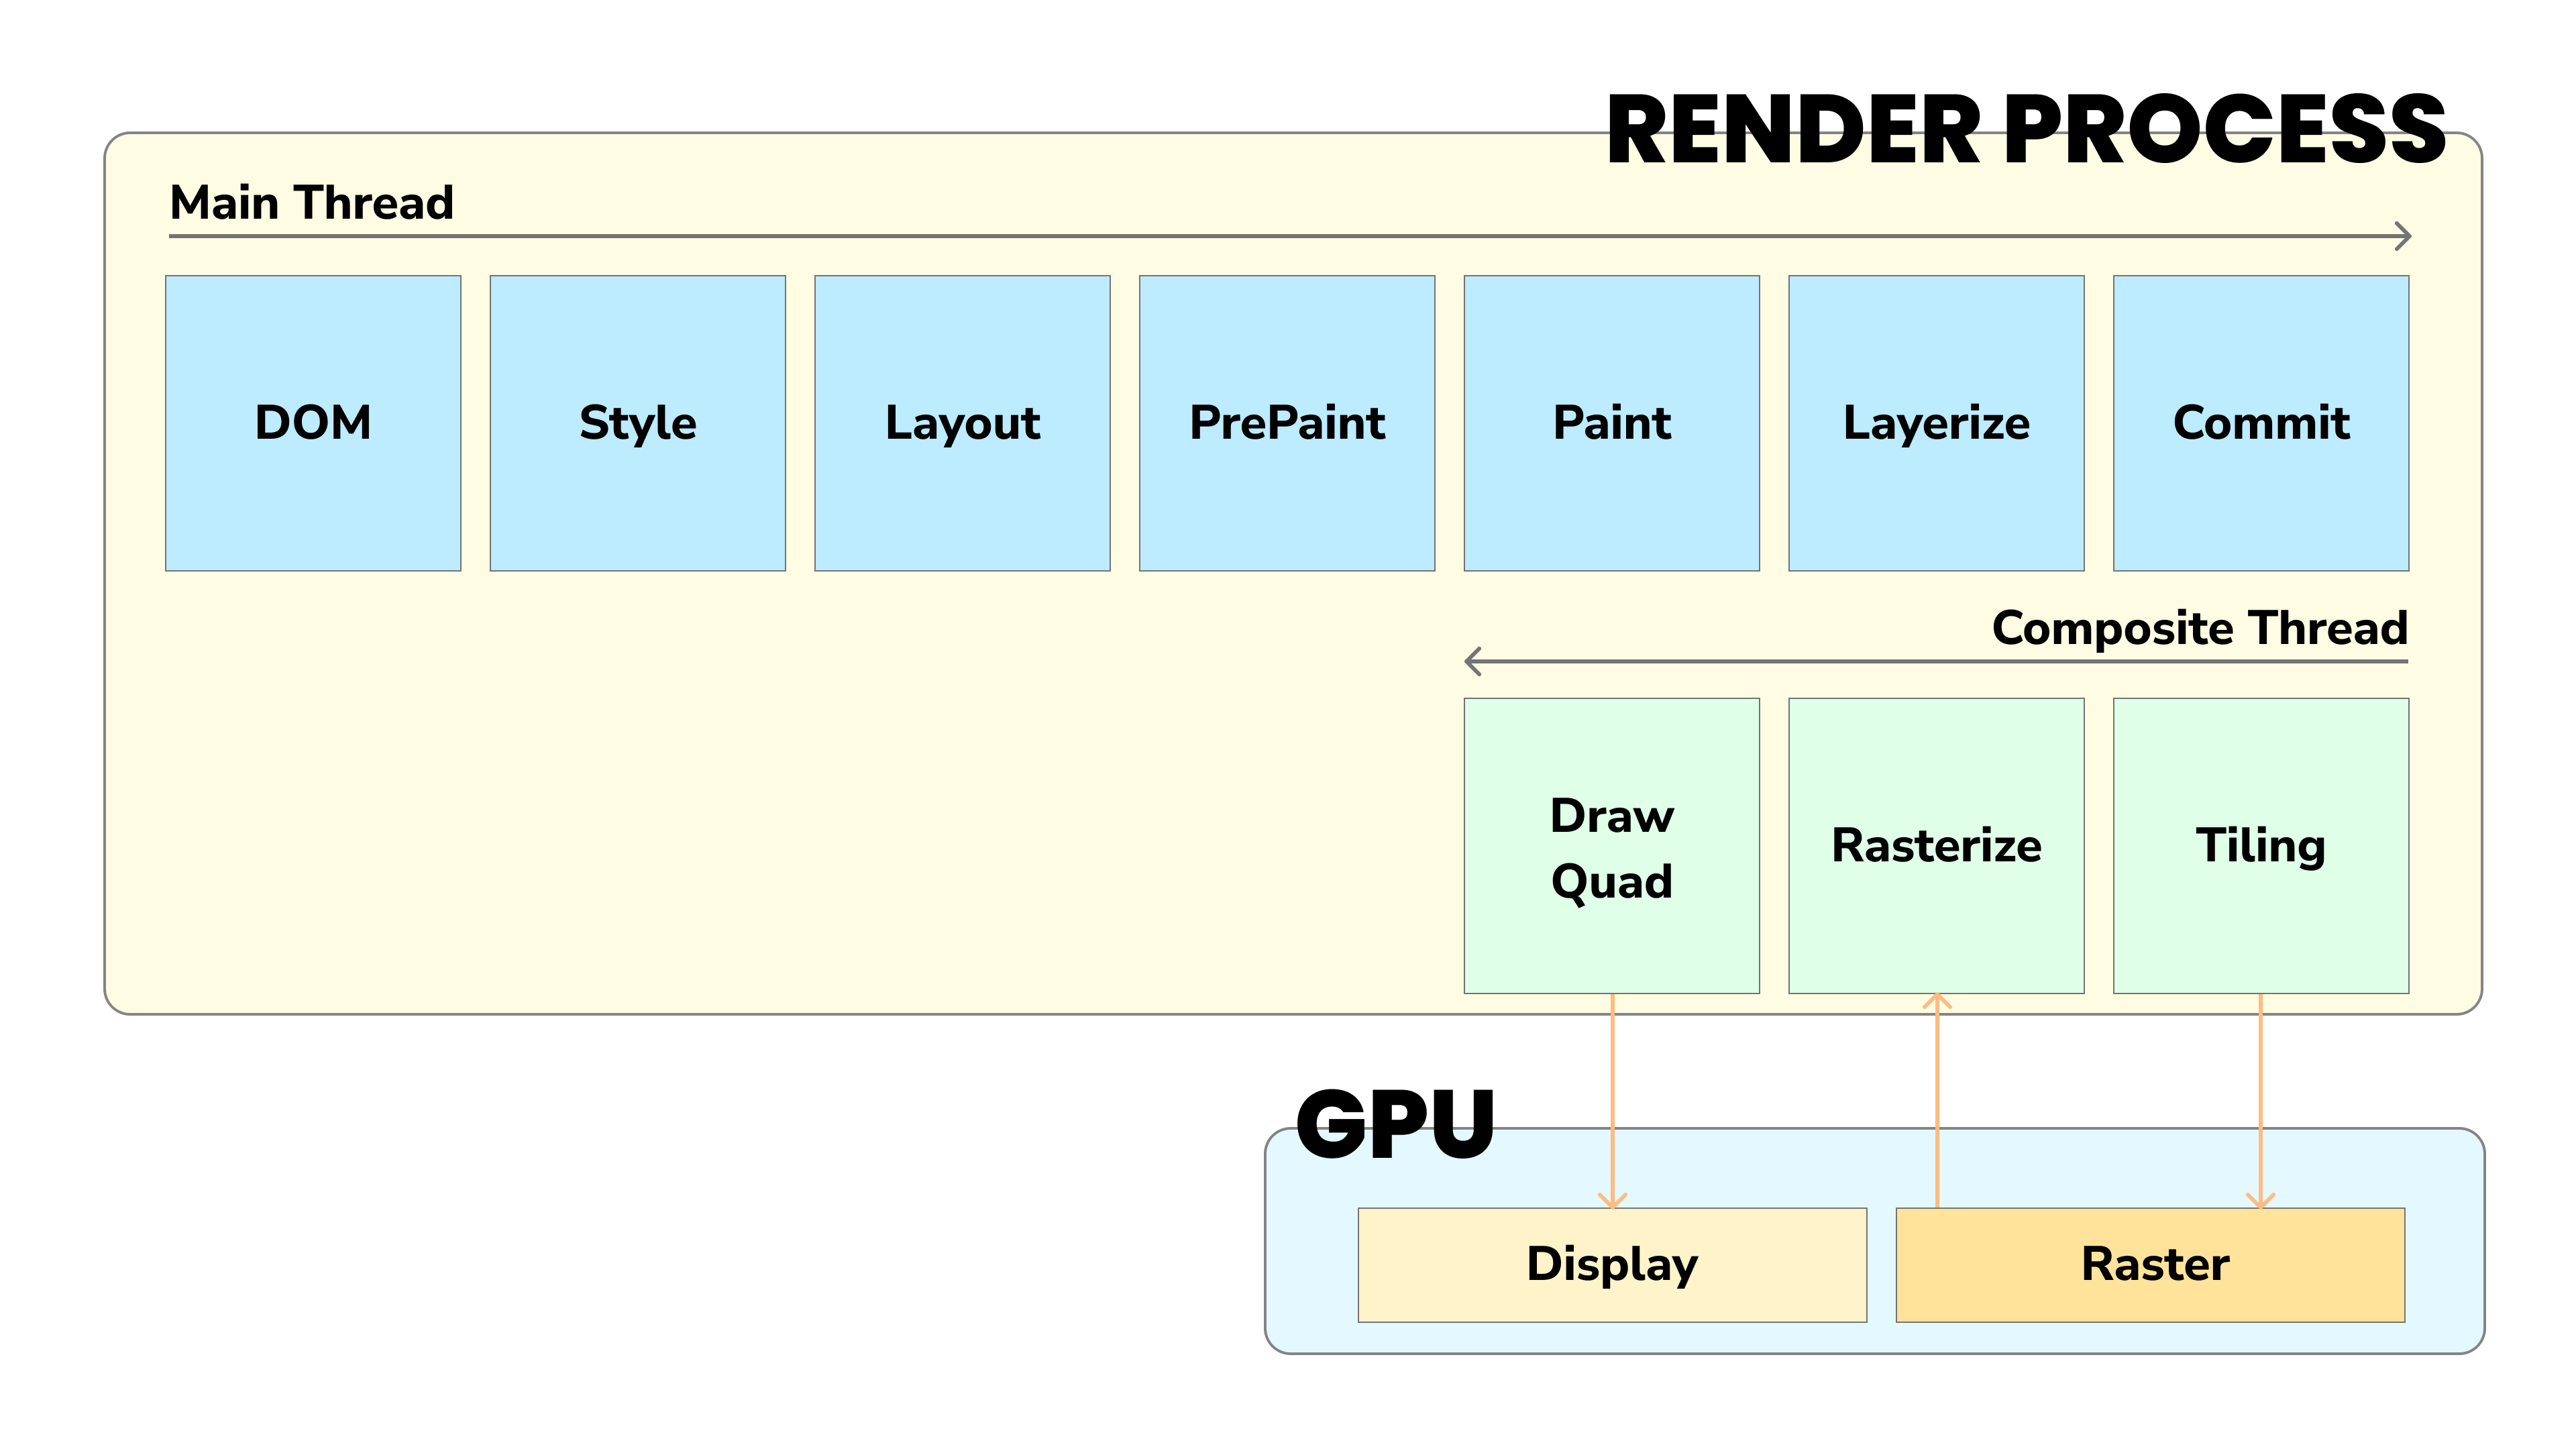 RENDER PROCESS
Main Thread
DOM
Style
Layout
PrePaint
Paint
Layerize
Commit
Composite Thread
Draw
Quad
Rasterize
Tiling
GPU
Display
Raster